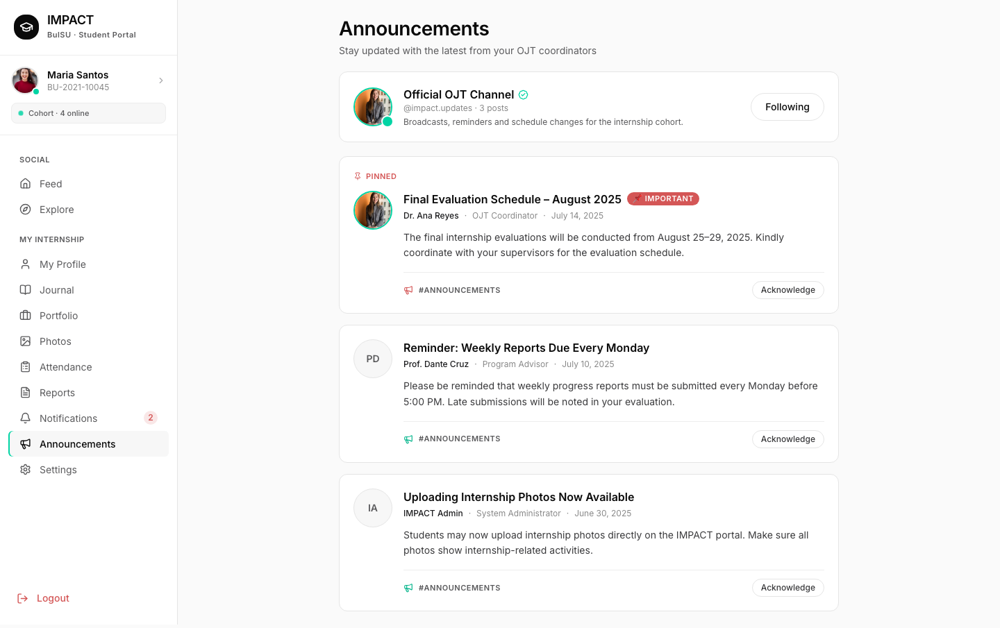 IMPACT
BulSU · Student Portal
Maria Santos
BU-2021-10045
Cohort · 4 online
SOCIAL
Feed
Explore
MY INTERNSHIP
My Profile
Journal
Portfolio
Photos
Attendance
Reports
Notifications 2
Announcements
Settings
Logout
Announcements
Stay updated with the latest from your OJT coordinators
Official OJT Channel
@impact.updates · 3 posts
Broadcasts, reminders and schedule changes for the internship cohort.
Following
PINNED
Final Evaluation Schedule – August 2025 IMPORTANT
Dr. Ana Reyes · OJT Coordinator · July 14, 2025
The final internship evaluations will be conducted from August 25–29, 2025. Kindly
coordinate with your supervisors for the evaluation schedule.
#ANNOUNCEMENTS Acknowledge
PD
Reminder: Weekly Reports Due Every Monday
Prof. Dante Cruz · Program Advisor · July 10, 2025
Please be reminded that weekly progress reports must be submitted every Monday before
5:00 PM. Late submissions will be noted in your evaluation.
#ANNOUNCEMENTS Acknowledge
IA
Uploading Internship Photos Now Available
IMPACT Admin · System Administrator · June 30, 2025
Students may now upload internship photos directly on the IMPACT portal. Make sure all
photos show internship-related activities.
#ANNOUNCEMENTS Acknowledge